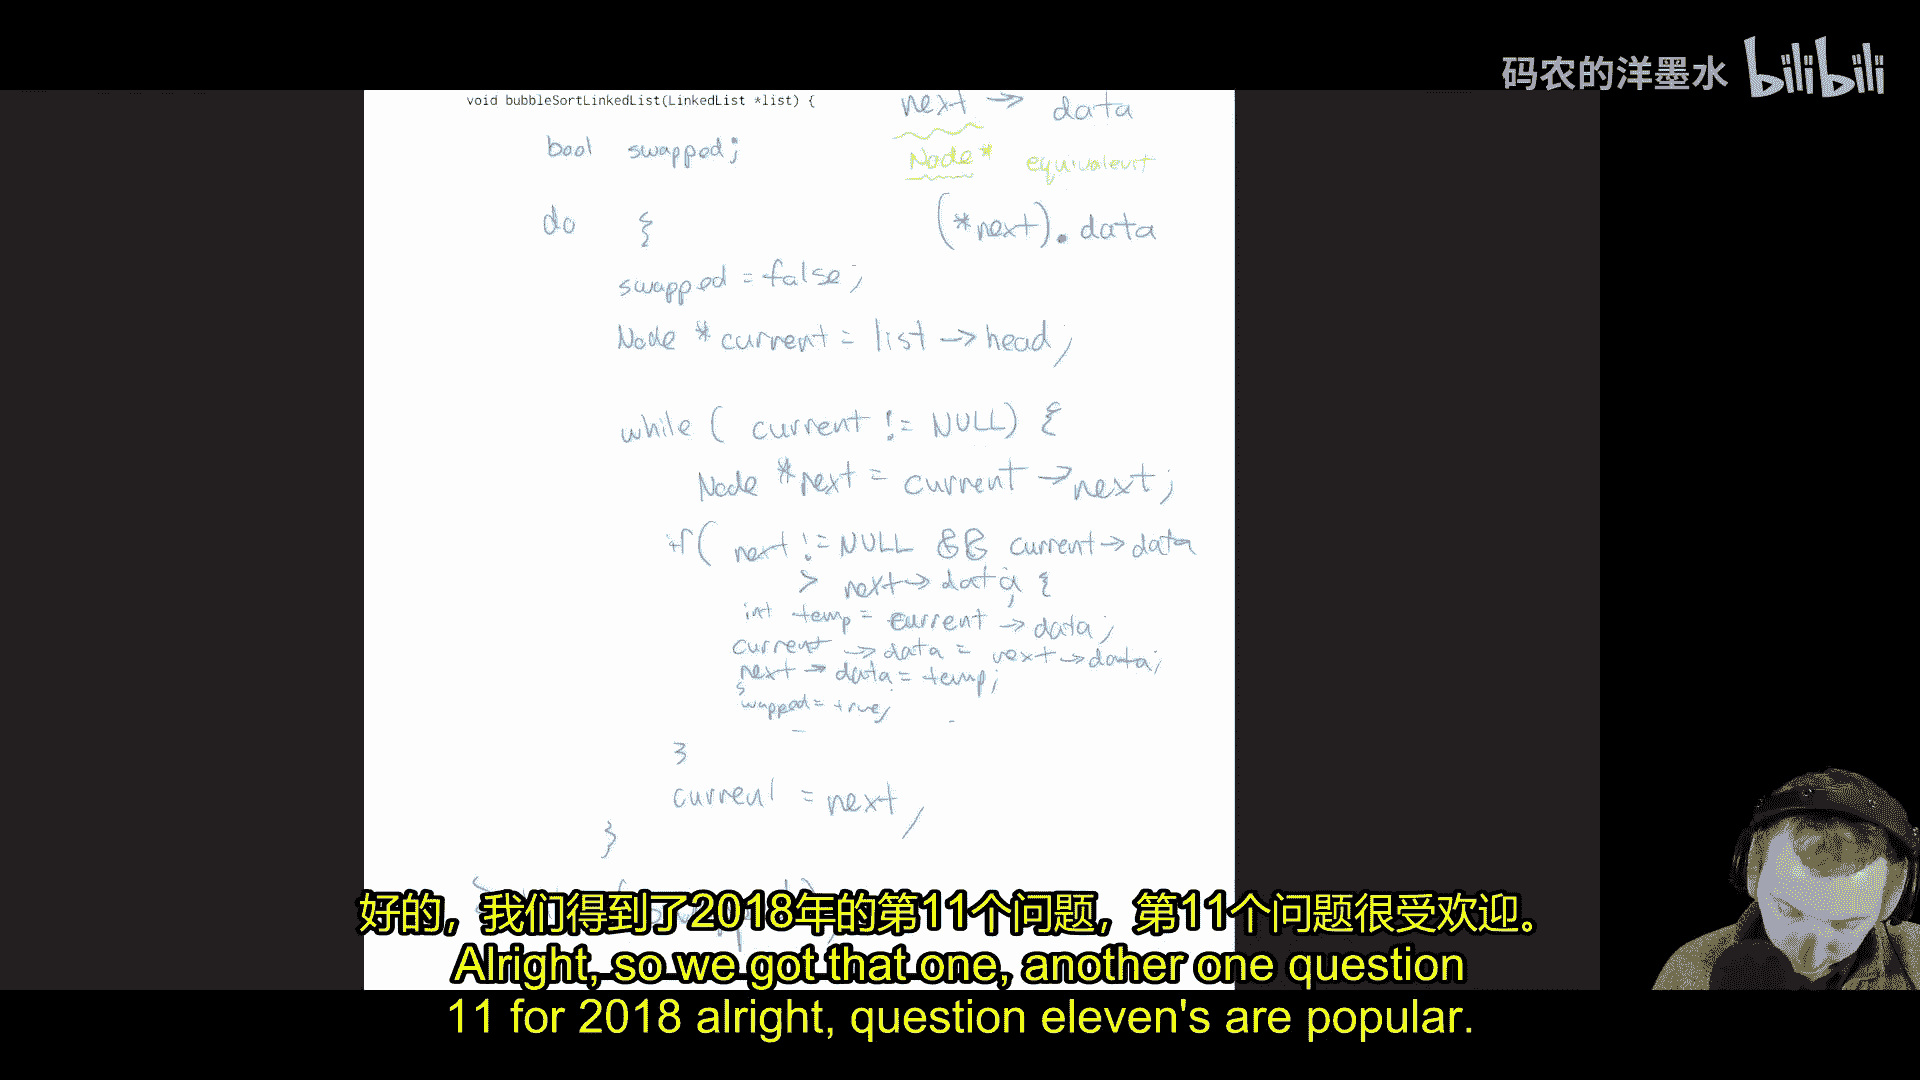 码农的洋墨水 bilibili
void bubbleSortLinkedList(LinkedList *list) {
next → data
bool swapped;
Node* equivalent
do {
(*next).data
swapped = false;
Node *current = list → head;
while ( current != NULL) {
Node *next = current → next;
if( next != NULL && current → data
> next → data) {
int temp = current → data;
current → data = next → data;
next → data = temp;
swapped = true;
}
current = next;
}
好的，我们得到了2018年的第11个问题，第11个问题很受欢迎。
Alright, so we got that one, another one question
11 for 2018 alright, question eleven's are popular.